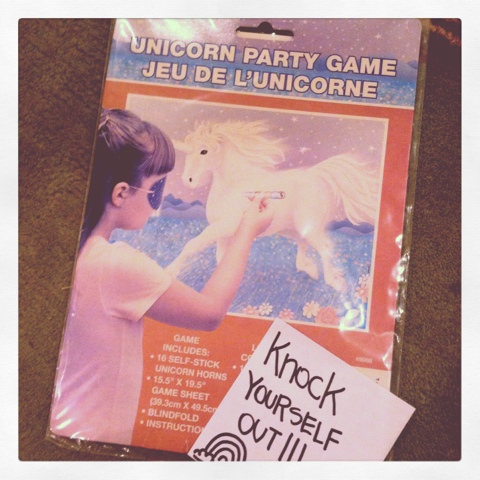 UNICORN PARTY GAME
JEU DE L'UNICORNE
GAME
INCLUDES:
• 16 SELF-STICK
UNICORN HORNS
• 15.5" X 19.5"
GAME SHEET
(39.3cm X 49.5cm
• BLINDFOLD
• INSTRUCTIO
KNOCK
YOURSELF
OUT!!!